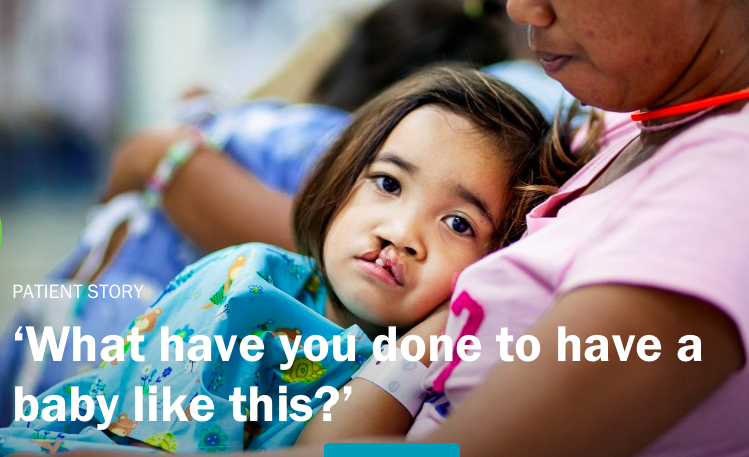 PATIENT STORY
‘What have you done to have a
baby like this?’